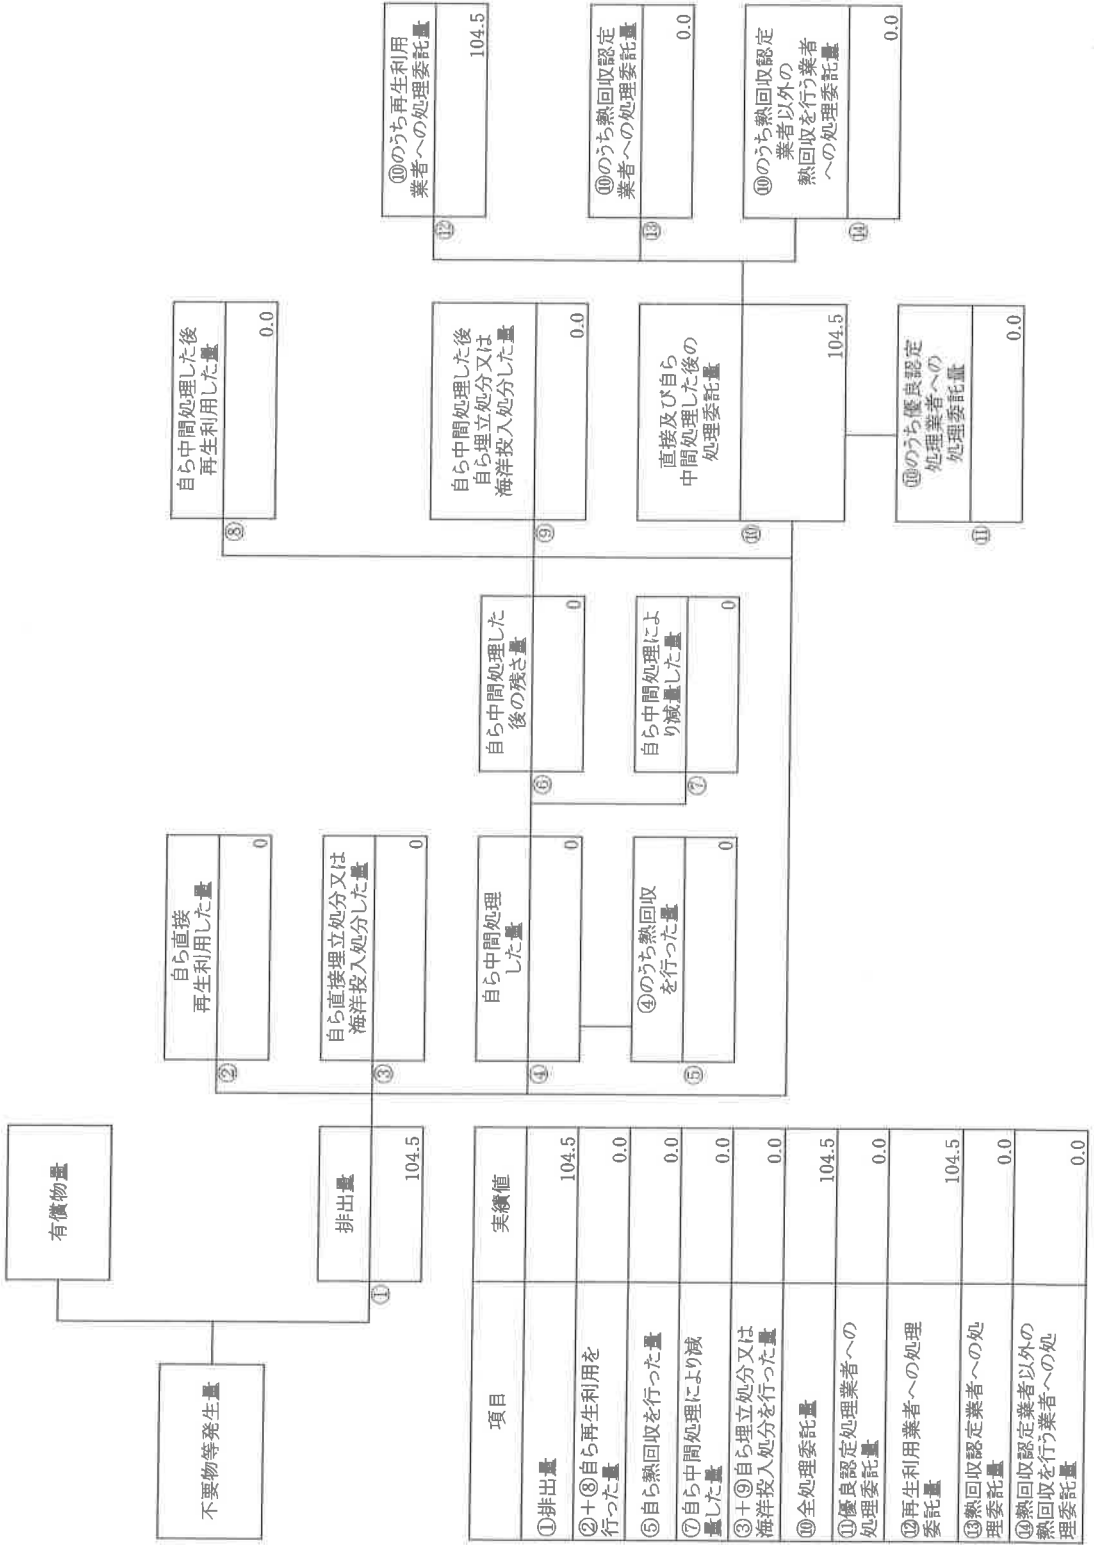 不要物等発生量
有償物量
①
排出量
104.5
②
自ら直接
再生利用した量
0
③
自ら直接埋立処分又は
海洋投入処分した量
0
④
自ら中間処理
した量
0
⑤
④のうち熱回収
を行った量
0
⑥
自ら中間処理した
後の残さ量
0
⑦
自ら中間処理によ
り減量した量
0
⑧
自ら中間処理した後
再生利用した量
0.0
⑨
自ら中間処理した後
自ら埋立処分又は
海洋投入処分した量
0.0
⑩
直接及び自ら
中間処理した後の
処理委託量
104.5
⑪
⑩のうち優良認定
処理業者への
処理委託量
0.0
⑫
⑩のうち再生利用
業者への処理委託量
104.5
⑬
⑩のうち熱回収認定
業者への処理委託量
0.0
⑭
⑩のうち熱回収認定
業者以外の
熱回収を行う業者
への処理委託量
0.0
項目 実績値
①排出量 104.5
②+⑧自ら再生利用を
行った量 0.0
⑤自ら熱回収を行った量 0.0
⑦自ら中間処理により減
量した量 0.0
③+⑨自ら埋立処分又は
海洋投入処分を行った量 0.0
⑩全処理委託量 104.5
⑪優良認定処理業者への
処理委託量 0.0
⑫再生利用業者への処理
委託量 104.5
⑬熱回収認定業者への処
理委託量 0.0
⑭熱回収認定業者以外の
熱回収を行う業者への処
理委託量 0.0